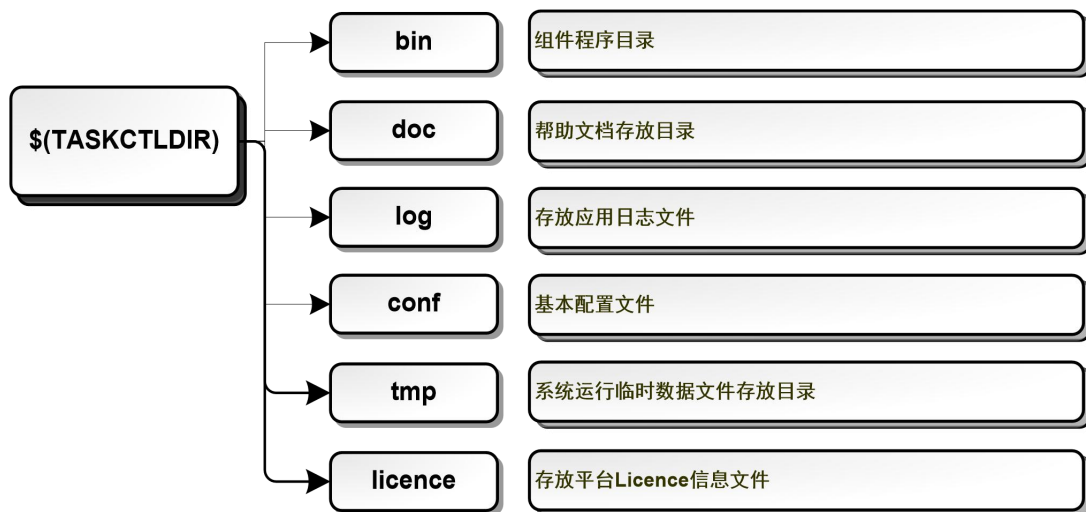 $(TASKCTLDIR)
bin
组件程序目录
doc
帮助文档存放目录
log
存放应用日志文件
conf
基本配置文件
tmp
系统运行临时数据文件存放目录
licence
存放平台Licence信息文件